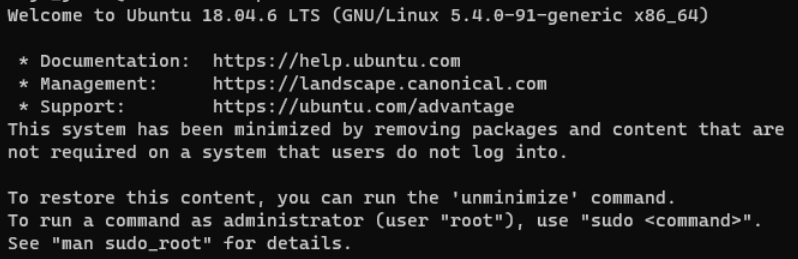 Welcome to Ubuntu 18.04.6 LTS (GNU/Linux 5.4.0-91-generic x86_64)
* Documentation: https://help.ubuntu.com
* Management: https://landscape.canonical.com
* Support: https://ubuntu.com/advantage
This system has been minimized by removing packages and content that are
not required on a system that users do not log into.
To restore this content, you can run the 'unminimize' command.
To run a command as administrator (user "root"), use "sudo <command>".
See "man sudo_root" for details.